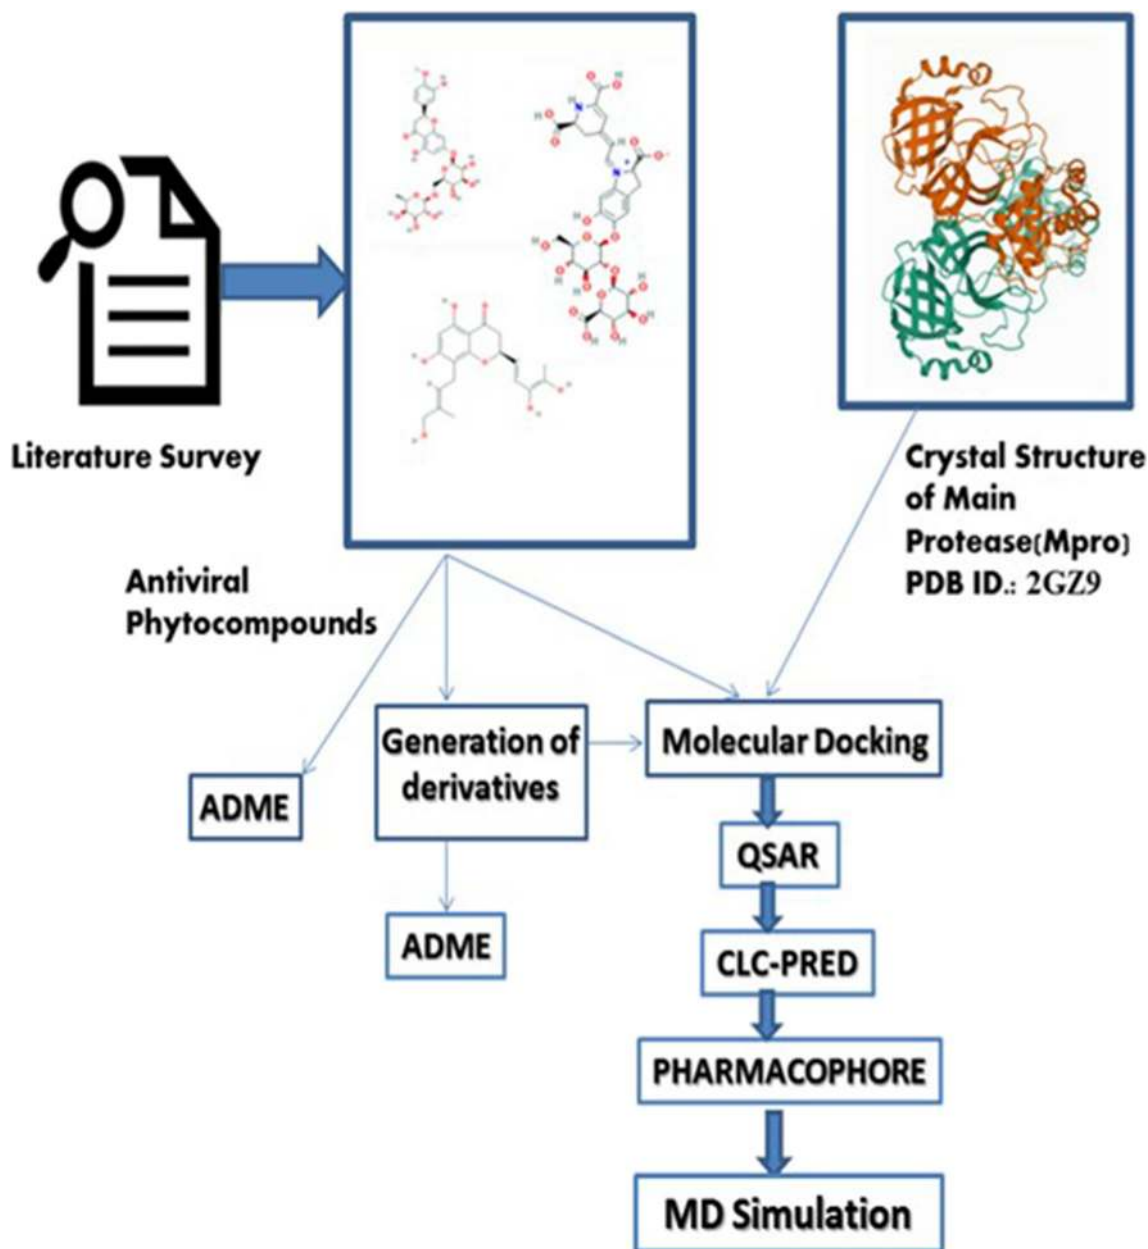 Literature Survey
Antiviral
Phytocompounds
Crystal Structure
of Main
Protease(Mpro)
PDB ID.: 2GZ9
Generation of
derivatives
Molecular Docking
ADME
QSAR
ADME
CLC-PRED
PHARMACOPHORE
MD Simulation